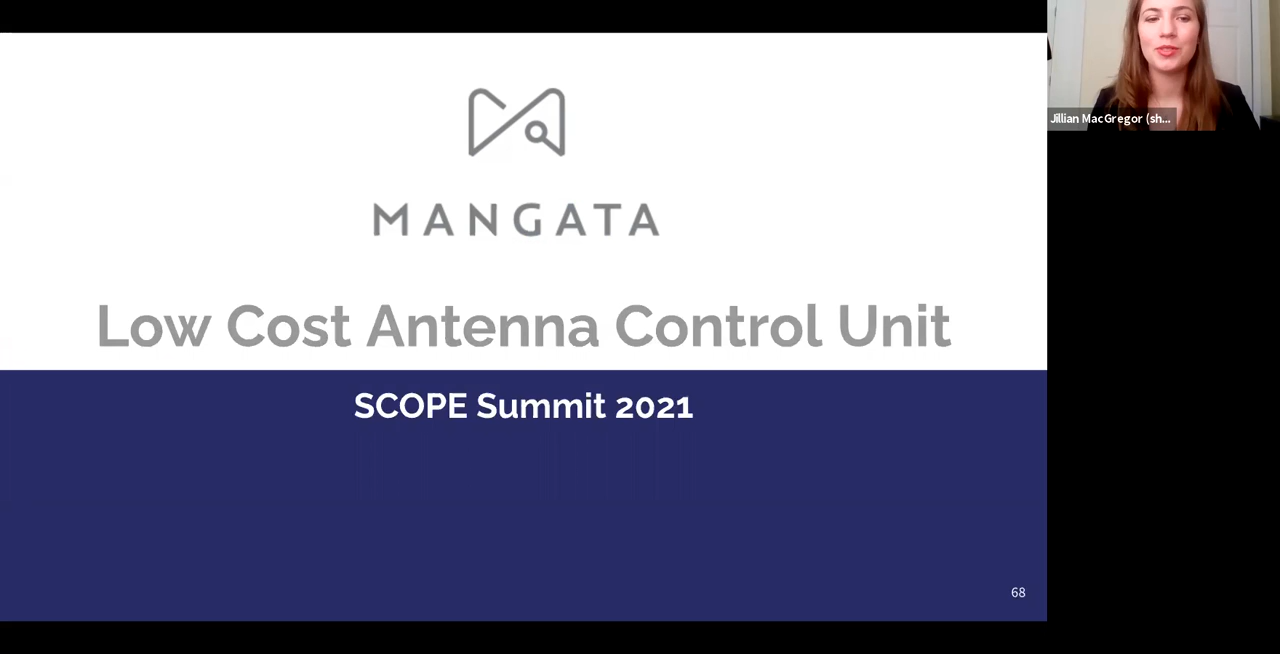 Jillian MacGregor (sh...
MANGATA
Low Cost Antenna Control Unit
SCOPE Summit 2021
68